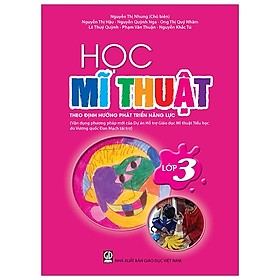 Nguyễn Thị Nhung (Chủ biên)
Nguyễn Thị Hậu - Nguyễn Quỳnh Nga - Ong Thị Quý Nhâm
Lê Thuý Quỳnh - Phạm Văn Thuận - Nguyễn Khắc Tú
HỌC
MĨ THUẬT
THEO ĐỊNH HƯỚNG PHÁT TRIỂN NĂNG LỰC
(Vận dụng phương pháp mới của Dự án Hỗ trợ Giáo dục Mĩ thuật Tiểu học
do Vương quốc Đan Mạch tài trợ)
LỚP 3
NHÀ XUẤT BẢN GIÁO DỤC VIỆT NAM